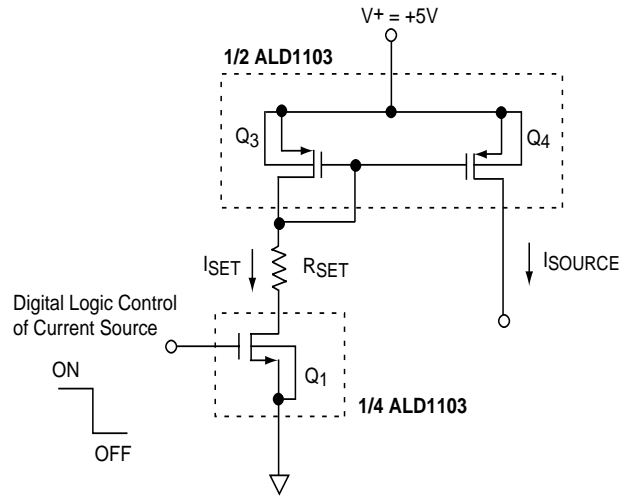 V+ = +5V
1/2 ALD1103
Q3
Q4
ISET
RSET
ISOURCE
Digital Logic Control
of Current Source
ON
OFF
Q1
1/4 ALD1103